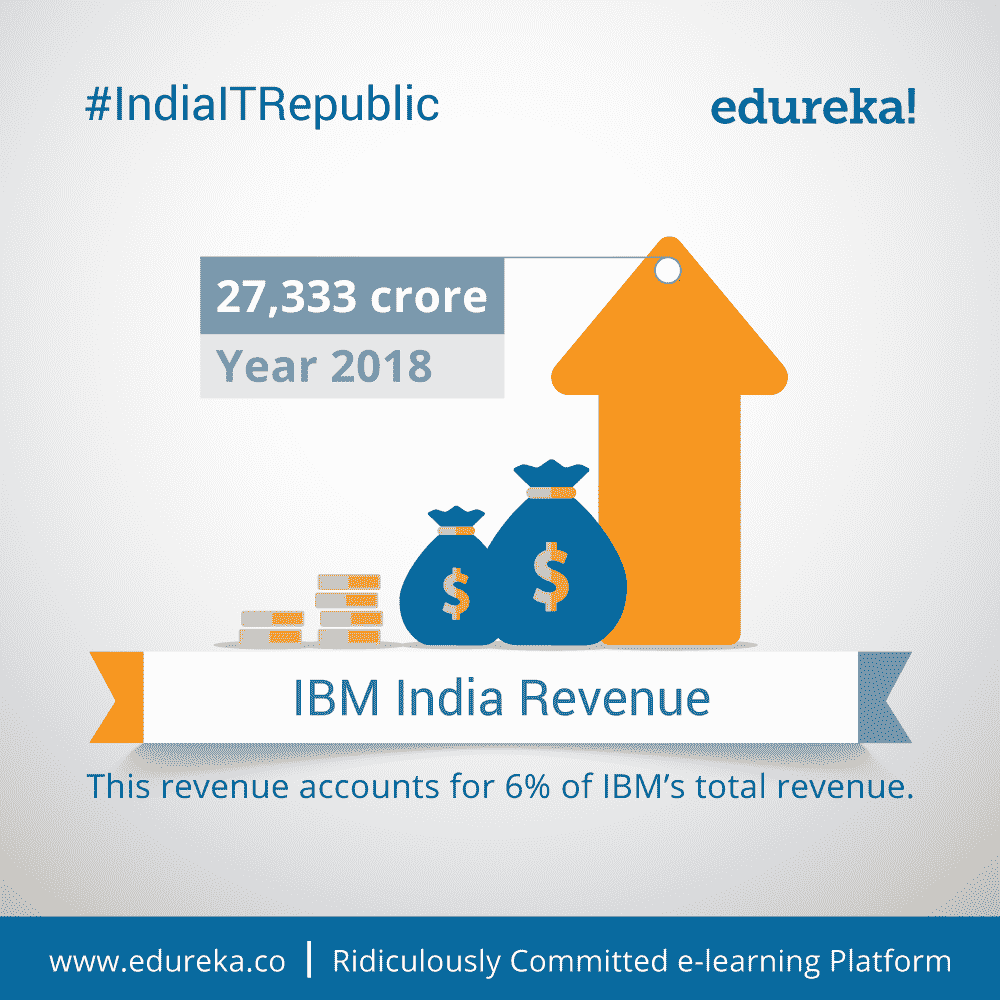 #IndiaITRepublic
edureka!
27,333 crore
Year 2018
$
$
IBM India Revenue
This revenue accounts for 6% of IBM's total revenue.
www.edureka.co | Ridiculously Committed e-learning Platform